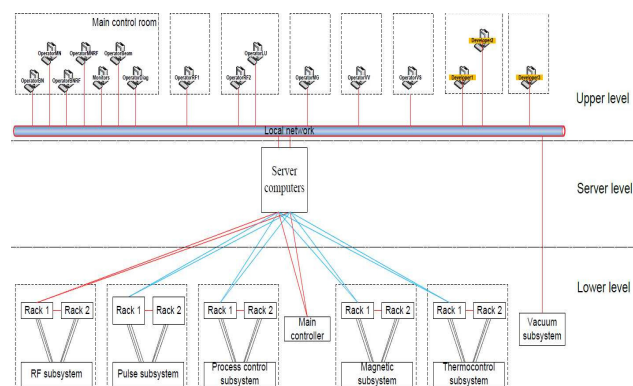 Main control room
OperatorMN
OperatorMNRF
OperatorBeam
OperatorLU
Developer2
OperatorBN
OperatorBNRF
Monitors
OperatorDiag
OperatorRF1
OperatorRF2
OperatorMG
OperatorVV
OperatorVS
Developer1
Developer3
Upper level
Local network
Server
computers
Server level
Lower level
Rack 1
Rack 2
Rack 1
Rack 2
Rack 1
Rack 2
Main
controller
Rack 1
Rack 2
Rack 1
Rack 2
Vacuum
subsystem
RF subsystem
Pulse subsystem
Process control
subsystem
Magnetic
subsystem
Thermocontrol
subsystem